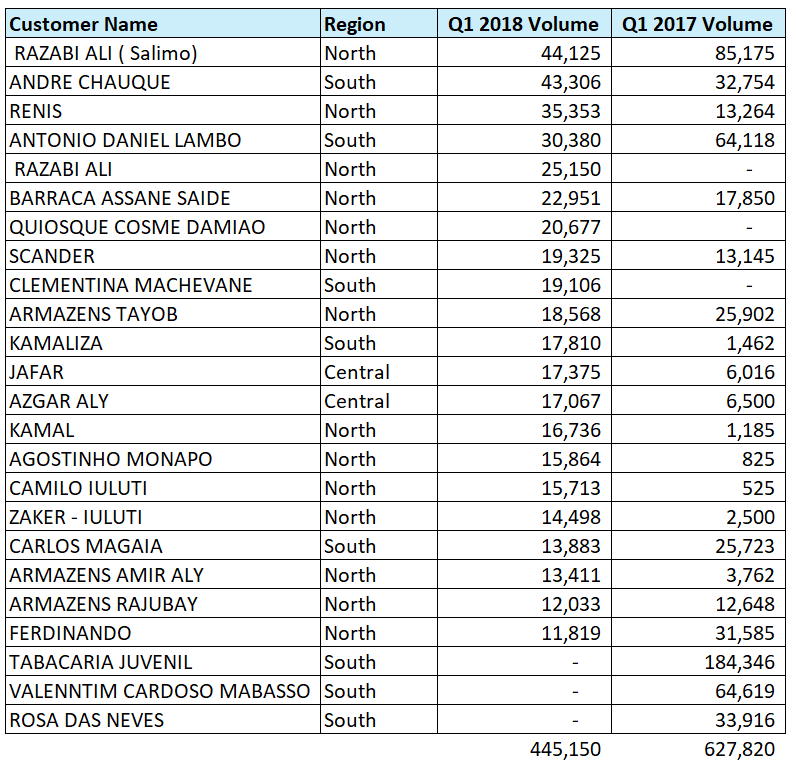 Customer Name Region Q1 2018 Volume Q1 2017 Volume
RAZABI ALI ( Salimo) North 44,125 85,175
ANDRE CHAUQUE South 43,306 32,754
RENIS North 35,353 13,264
ANTONIO DANIEL LAMBO South 30,380 64,118
RAZABI ALI North 25,150 -
BARRACA ASSANE SAIDE North 22,951 17,850
QUIOSQUE COSME DAMIAO North 20,677 -
SCANDER North 19,325 13,145
CLEMENTINA MACHEVANE South 19,106 -
ARMAZENS TAYOB North 18,568 25,902
KAMALIZA South 17,810 1,462
JAFAR Central 17,375 6,016
AZGAR ALY Central 17,067 6,500
KAMAL North 16,736 1,185
AGOSTINHO MONAPO North 15,864 825
CAMILO IULUTI North 15,713 525
ZAKER - IULUTI North 14,498 2,500
CARLOS MAGAIA South 13,883 25,723
ARMAZENS AMIR ALY North 13,411 3,762
ARMAZENS RAJUBAY North 12,033 12,648
FERDINANDO North 11,819 31,585
TABACARIA JUVENIL South - 184,346
VALENNTIM CARDOSO MABASSO South - 64,619
ROSA DAS NEVES South - 33,916
445,150 627,820